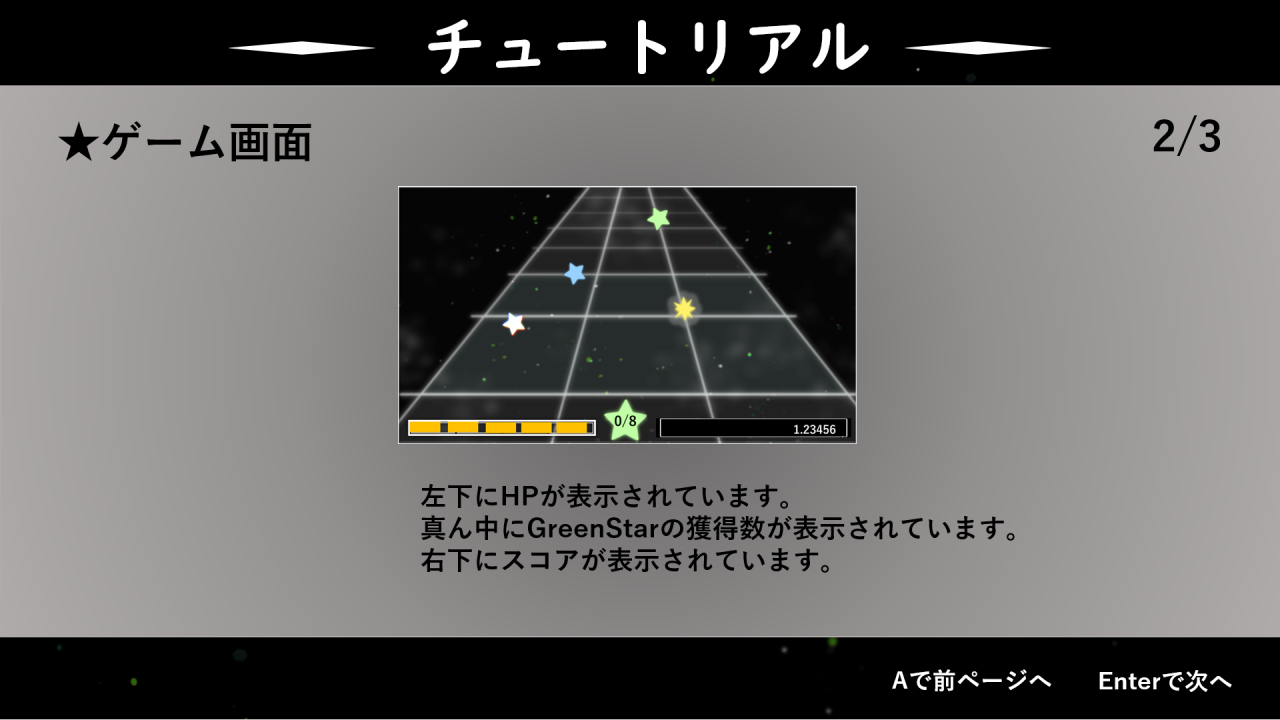 チュートリアル
★ゲーム画面
2/3
0/8
1.23456
左下にHPが表示されています。
真ん中にGreenStarの獲得数が表示されています。
右下にスコアが表示されています。
Aで前ページへ Enterで次へ